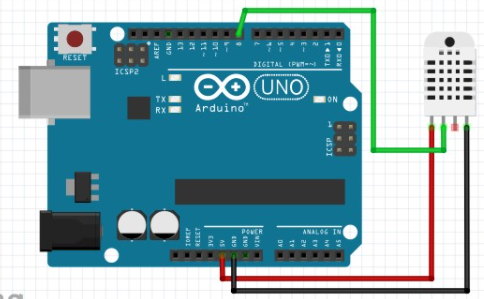 RESET
ICSP2
AREF
GND
13
12
~11
~10
~9
8
7
~6
~5
4
~3
2
TX▶1
RX◀0
DIGITAL (PWM=~)
L
TX
RX
Arduino™
UNO
ON
1
ICSP
IOREF
RESET
3V3
5V
GND
GND
VIN
POWER
ANALOG IN
A0
A1
A2
A3
A4
A5
ng